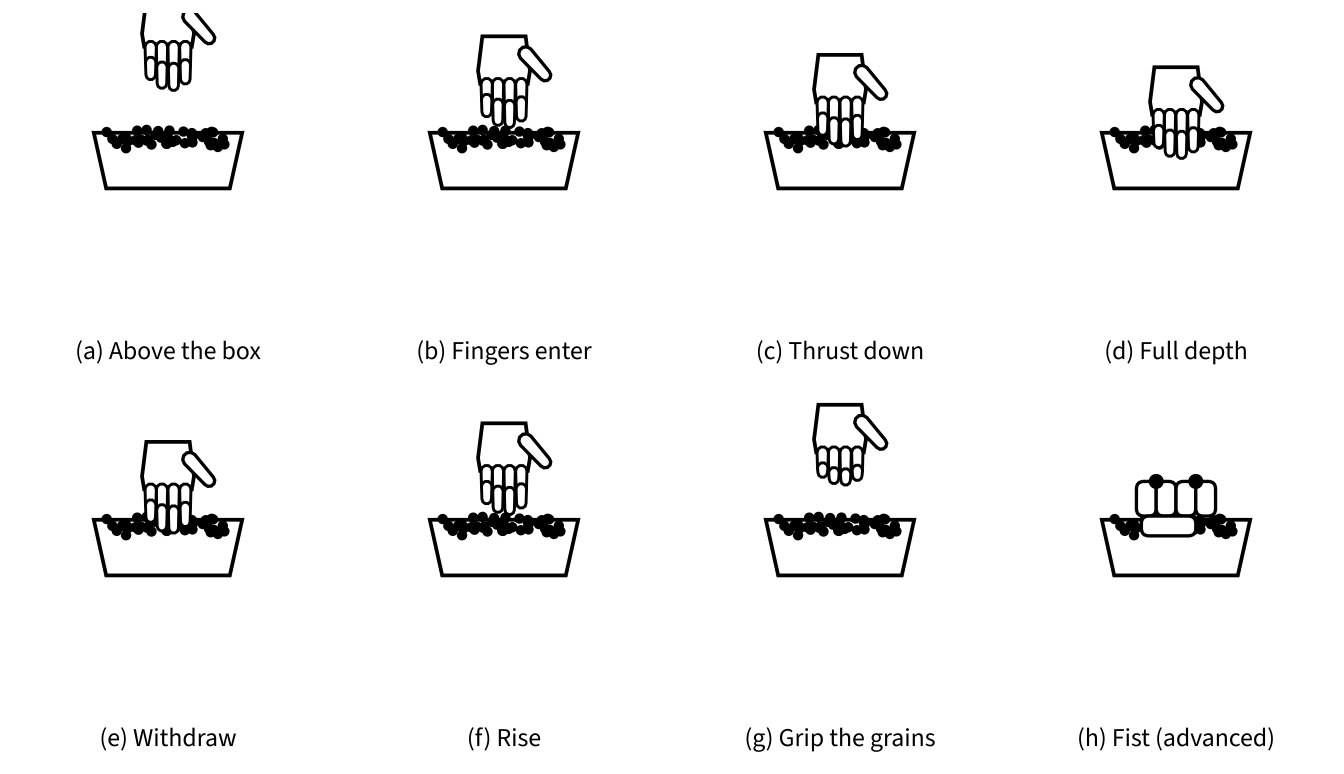 (a) Above the box
(b) Fingers enter
(c) Thrust down
(d) Full depth
(e) Withdraw
(f) Rise
(g) Grip the grains
(h) Fist (advanced)